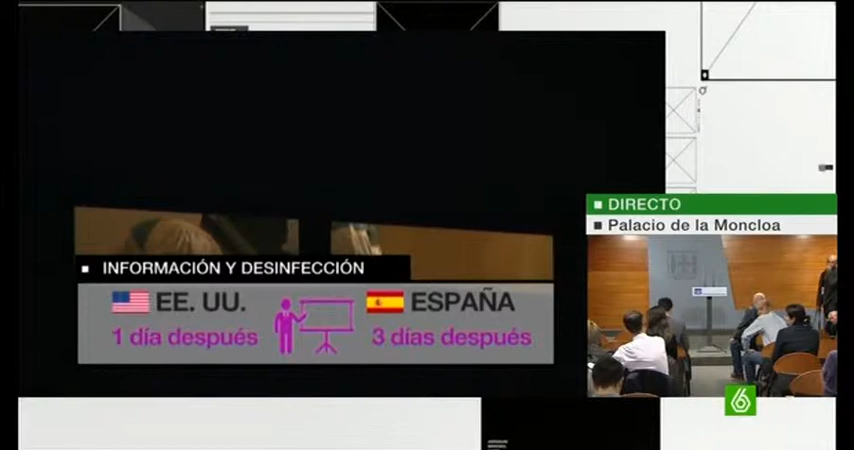 DIRECTO
Palacio de la Moncloa
INFORMACIÓN Y DESINFECCIÓN
EE. UU.
ESPAÑA
1 día después
3 días después
6